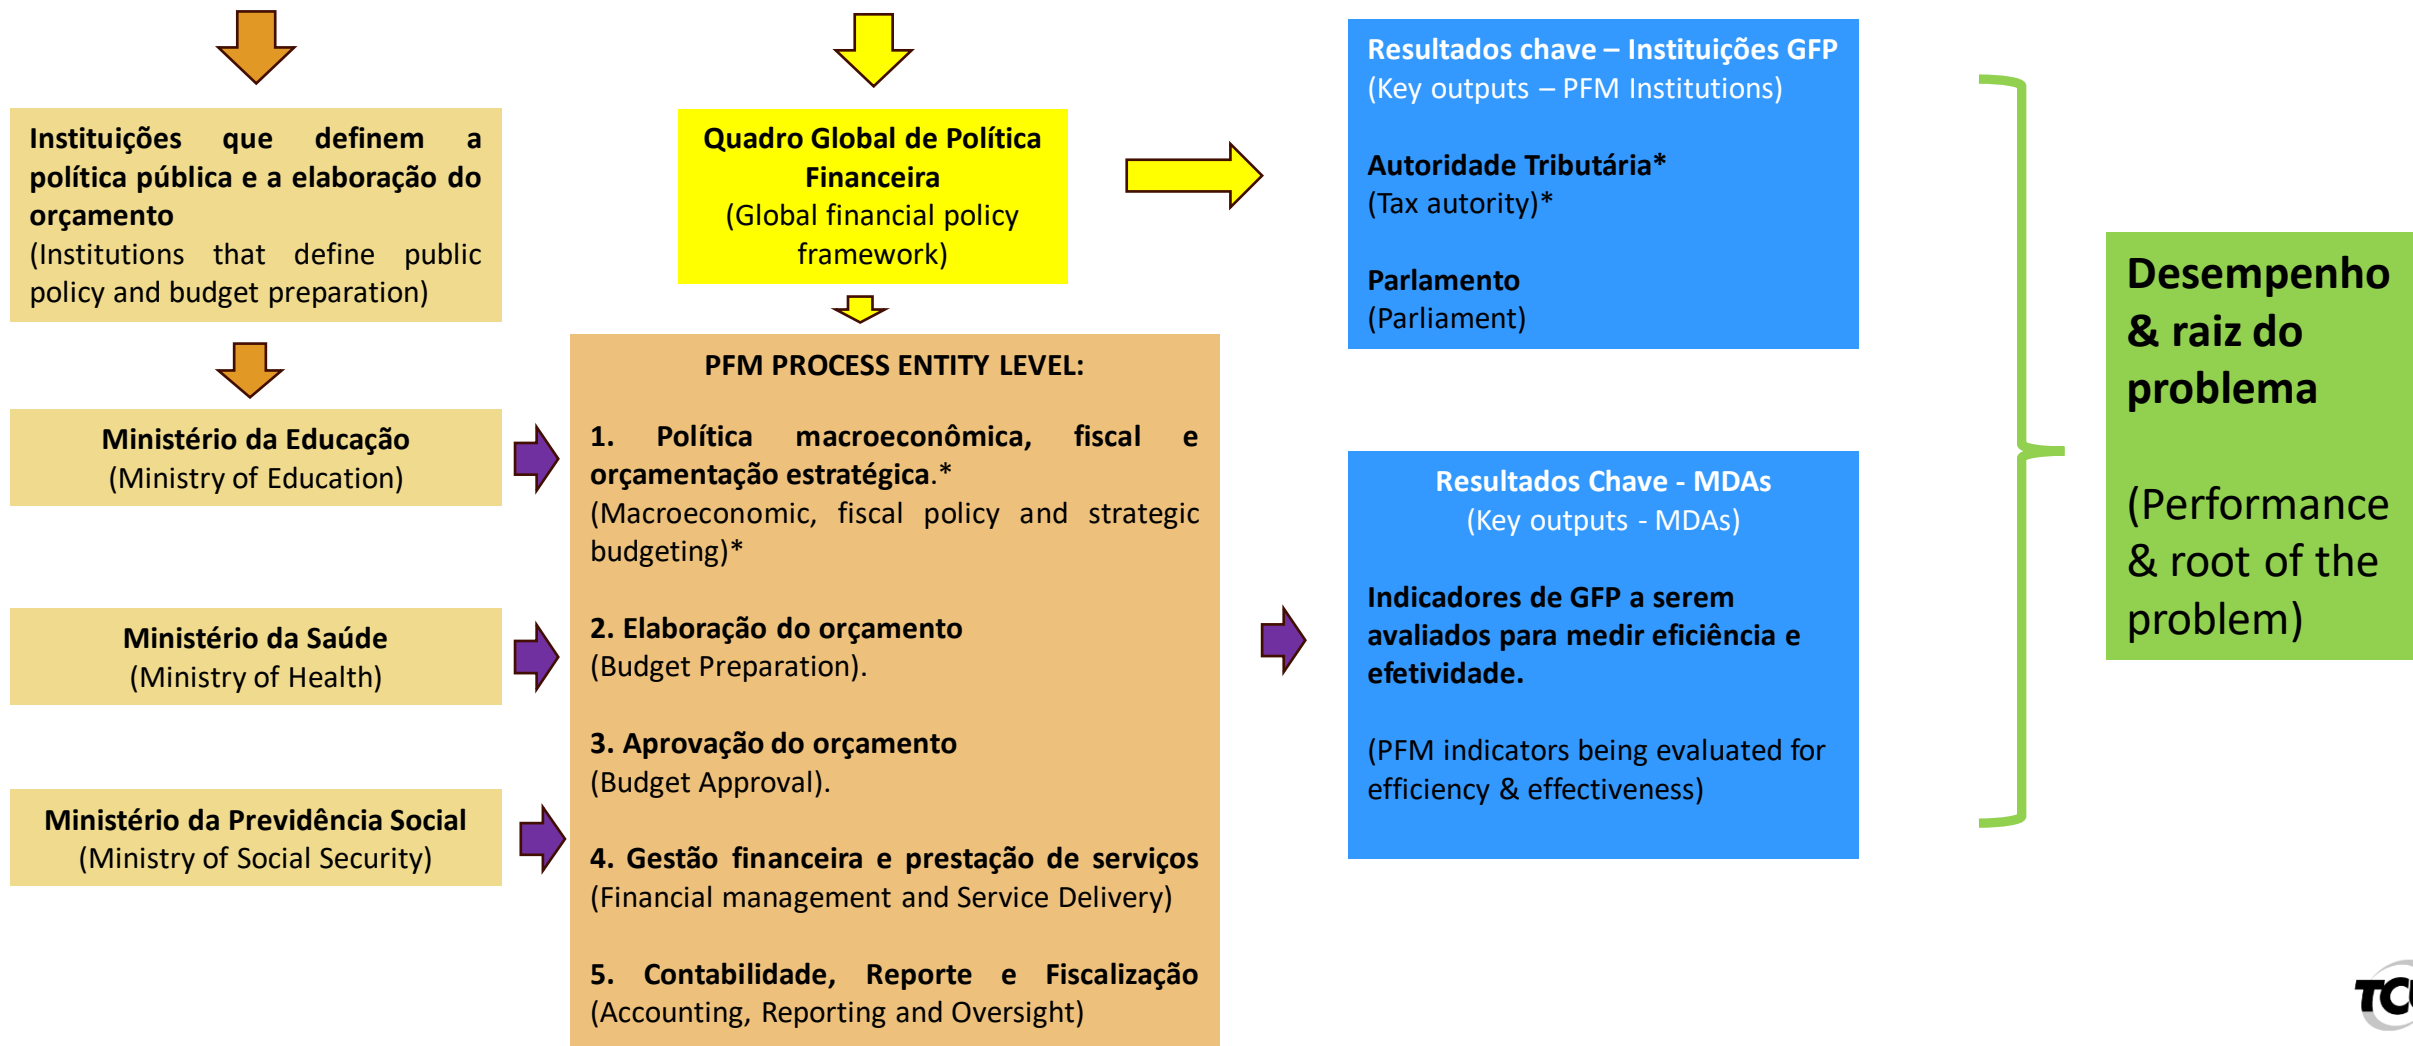 Instituições que definem a
política pública e a elaboração do
orçamento
(Institutions that define public
policy and budget preparation)
Ministério da Educação
(Ministry of Education)
Ministério da Saúde
(Ministry of Health)
Ministério da Previdência Social
(Ministry of Social Security)
Quadro Global de Política
Financeira
(Global financial policy
framework)
PFM PROCESS ENTITY LEVEL:
1. Política macroeconômica, fiscal e
orçamentação estratégica.*
(Macroeconomic, fiscal policy and strategic
budgeting)*
2. Elaboração do orçamento
(Budget Preparation).
3. Aprovação do orçamento
(Budget Approval).
4. Gestão financeira e prestação de serviços
(Financial management and Service Delivery)
5. Contabilidade, Reporte e Fiscalização
(Accounting, Reporting and Oversight)
Resultados chave – Instituições GFP
(Key outputs – PFM Institutions)
Autoridade Tributária*
(Tax autority)*
Parlamento
(Parliament)
Resultados Chave - MDAs
(Key outputs - MDAs)
Indicadores de GFP a serem
avaliados para medir eficiência e
efetividade.
(PFM indicators being evaluated for
efficiency & effectiveness)
Desempenho
& raiz do
problema
(Performance
& root of the
problem)